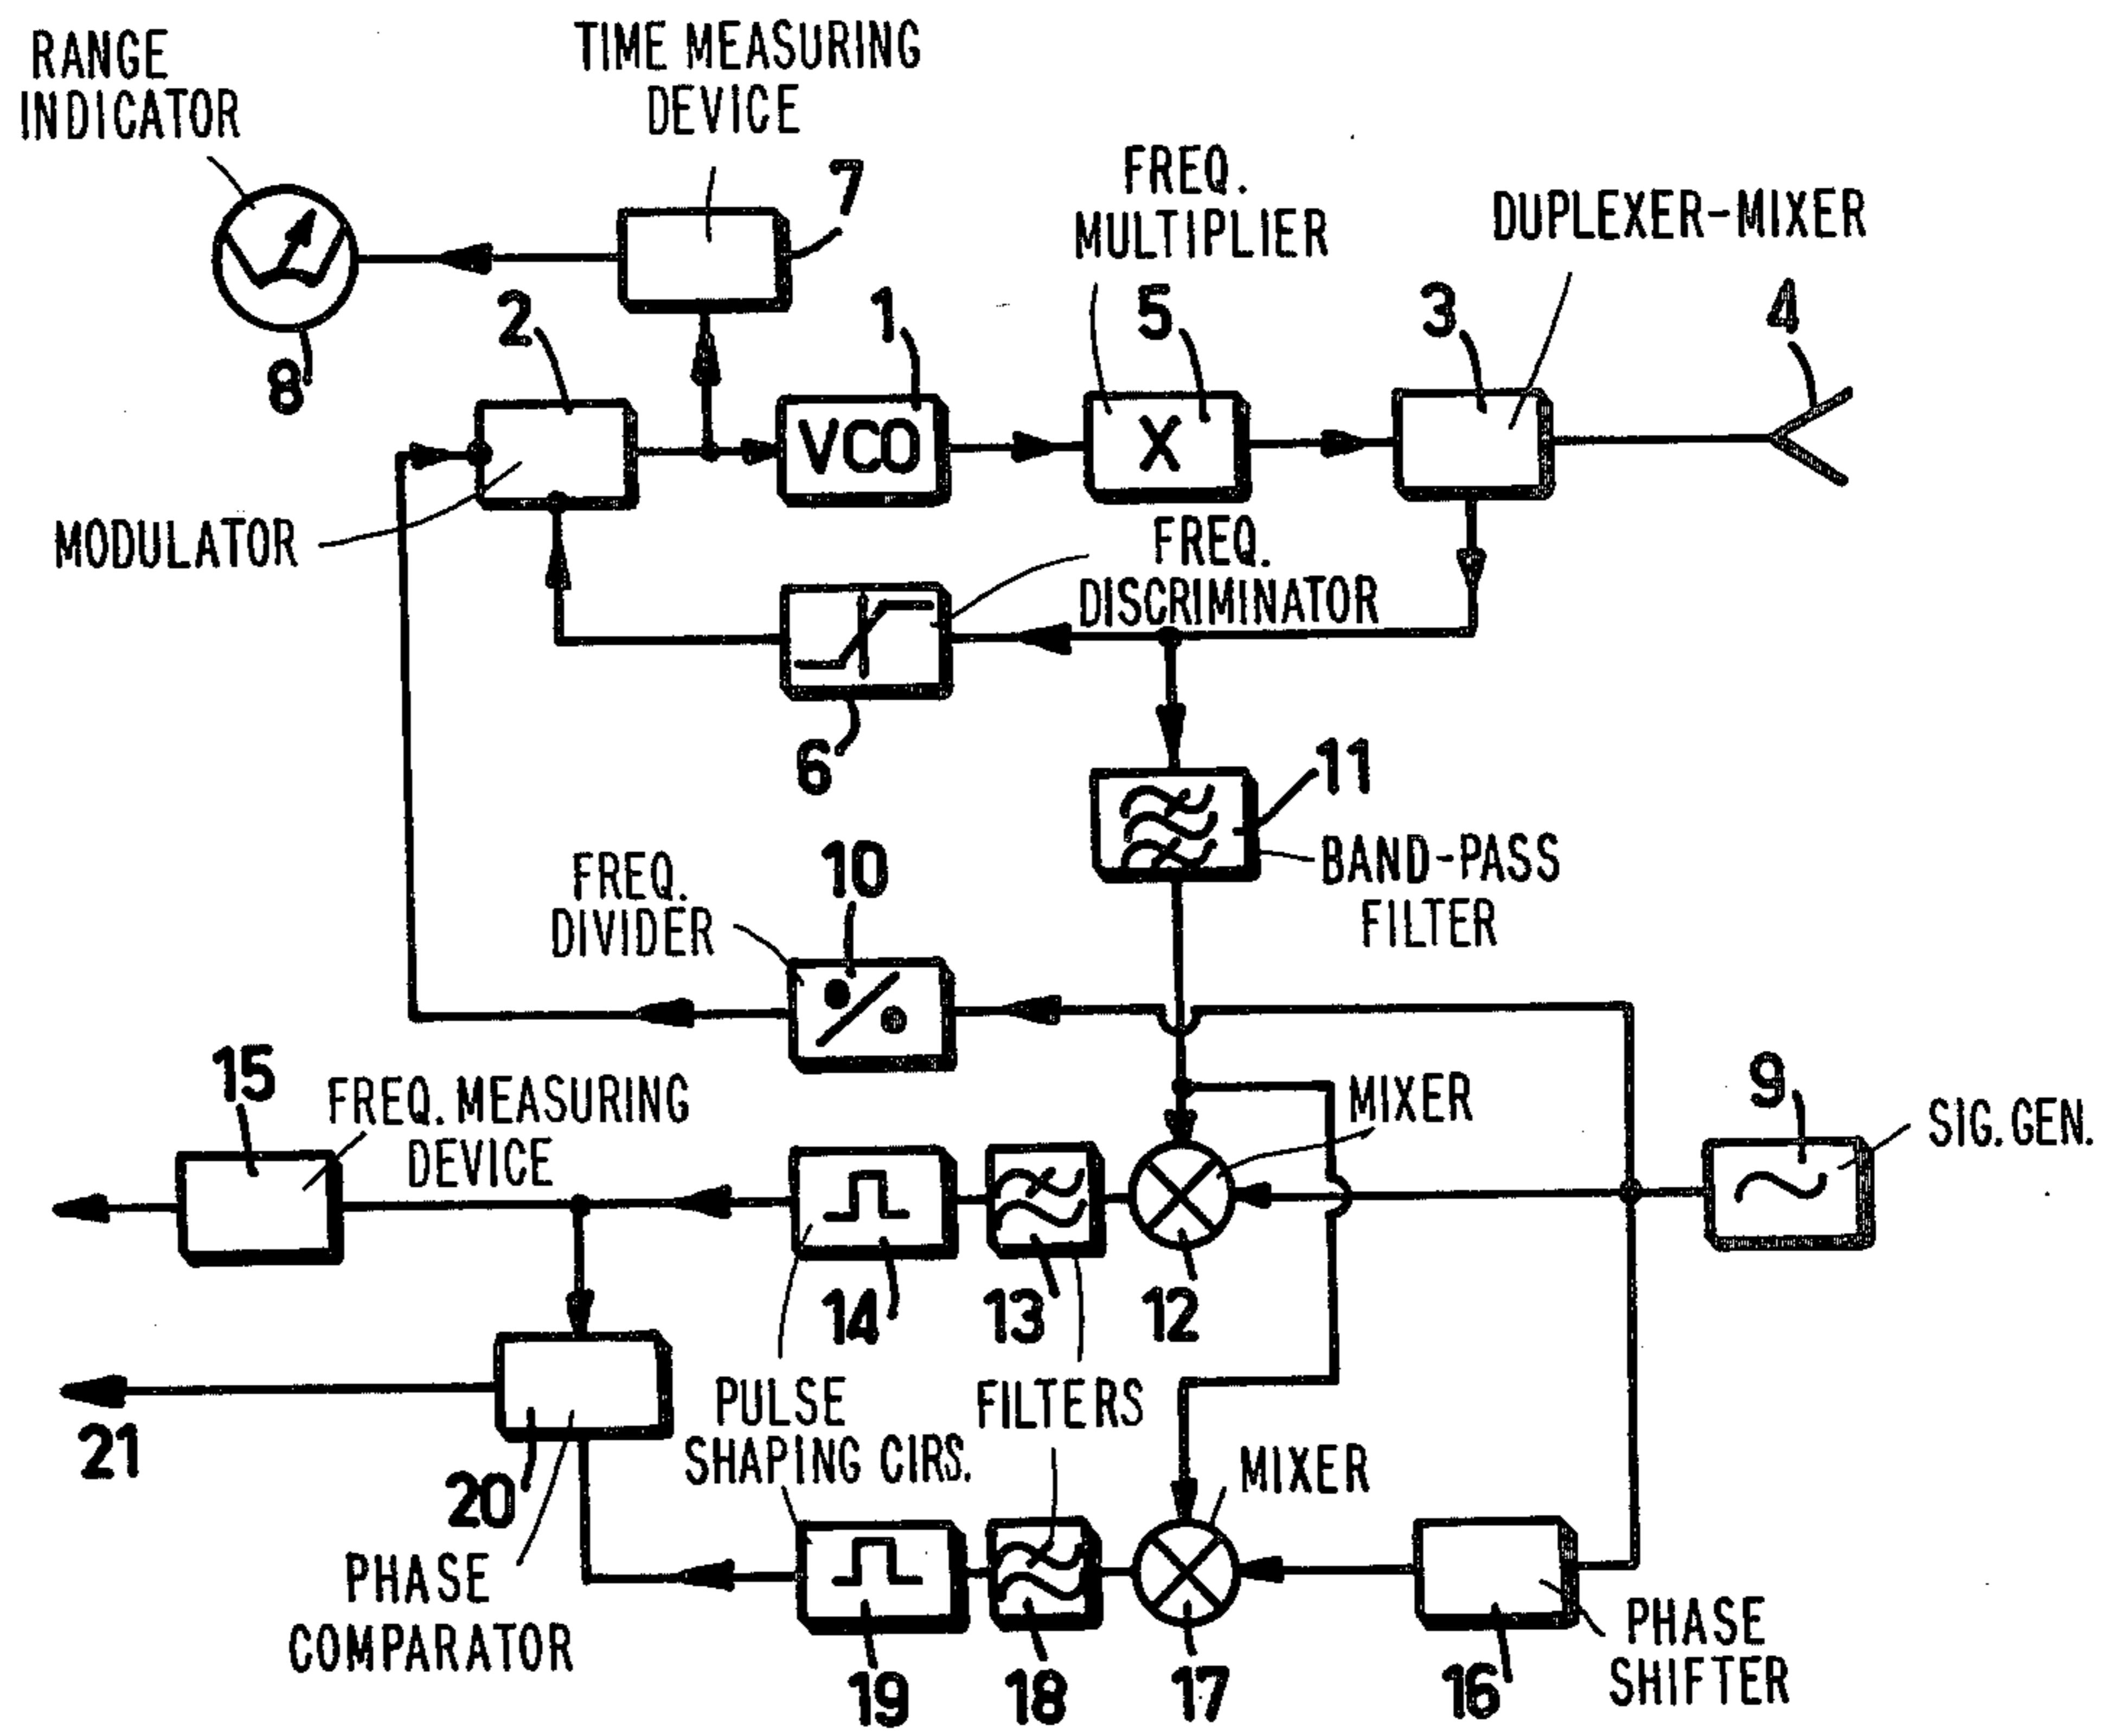 RANGE
INDICATOR
8
TIME MEASURING
DEVICE
7
2
MODULATOR
1
VCO
FREQ.
MULTIPLIER
5
X
DUPLEXER-MIXER
3
4
FREQ.
DISCRIMINATOR
6
11
BAND-PASS
FILTER
FREQ.
DIVIDER
10
15
FREQ. MEASURING
DEVICE
MIXER
9
SIG. GEN.
14
13
12
21
20
PHASE
COMPARATOR
PULSE
SHAPING CIRS.
FILTERS
MIXER
19
18
17
16
PHASE
SHIFTER